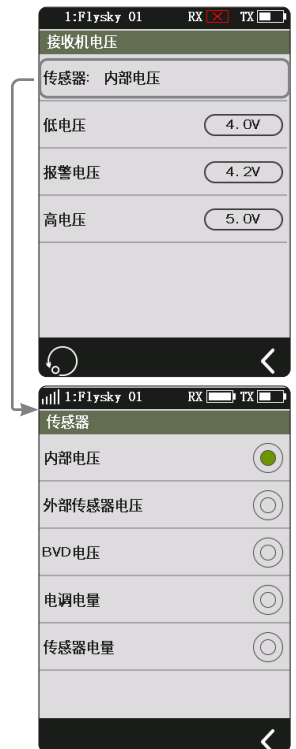 1:Flysky 01 RX TX
接收机电压
传感器: 内部电压
低电压 4.0V
报警电压 4.2V
高电压 5.0V
1:Flysky 01 RX TX
传感器
内部电压
外部传感器电压
BVD电压
电调电量
传感器电量